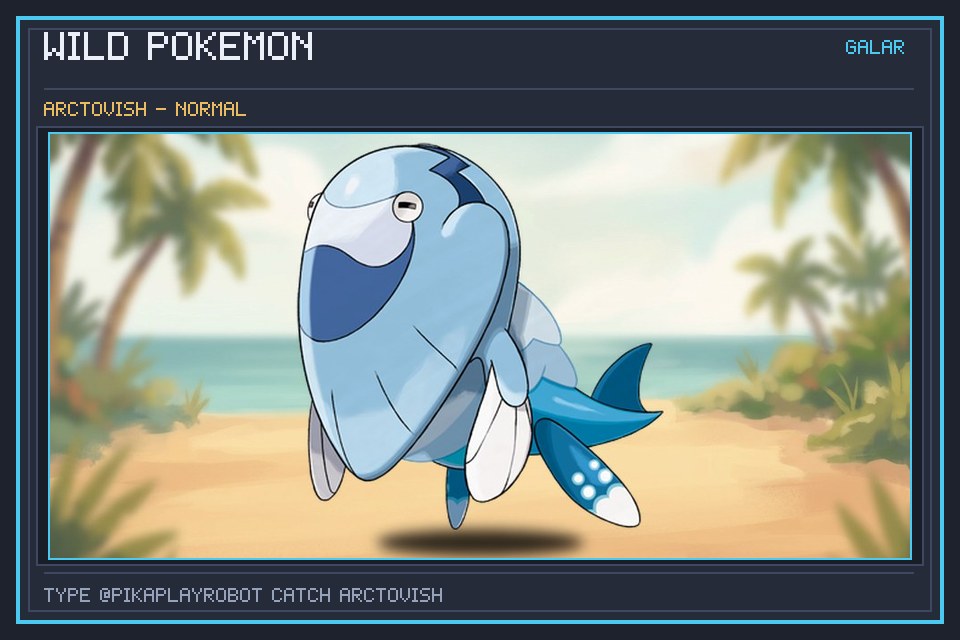 WILD POKEMON
GALAR
ARCTOVISH - NORMAL
TYPE @PIKAPLAYROBOT CATCH ARCTOVISH